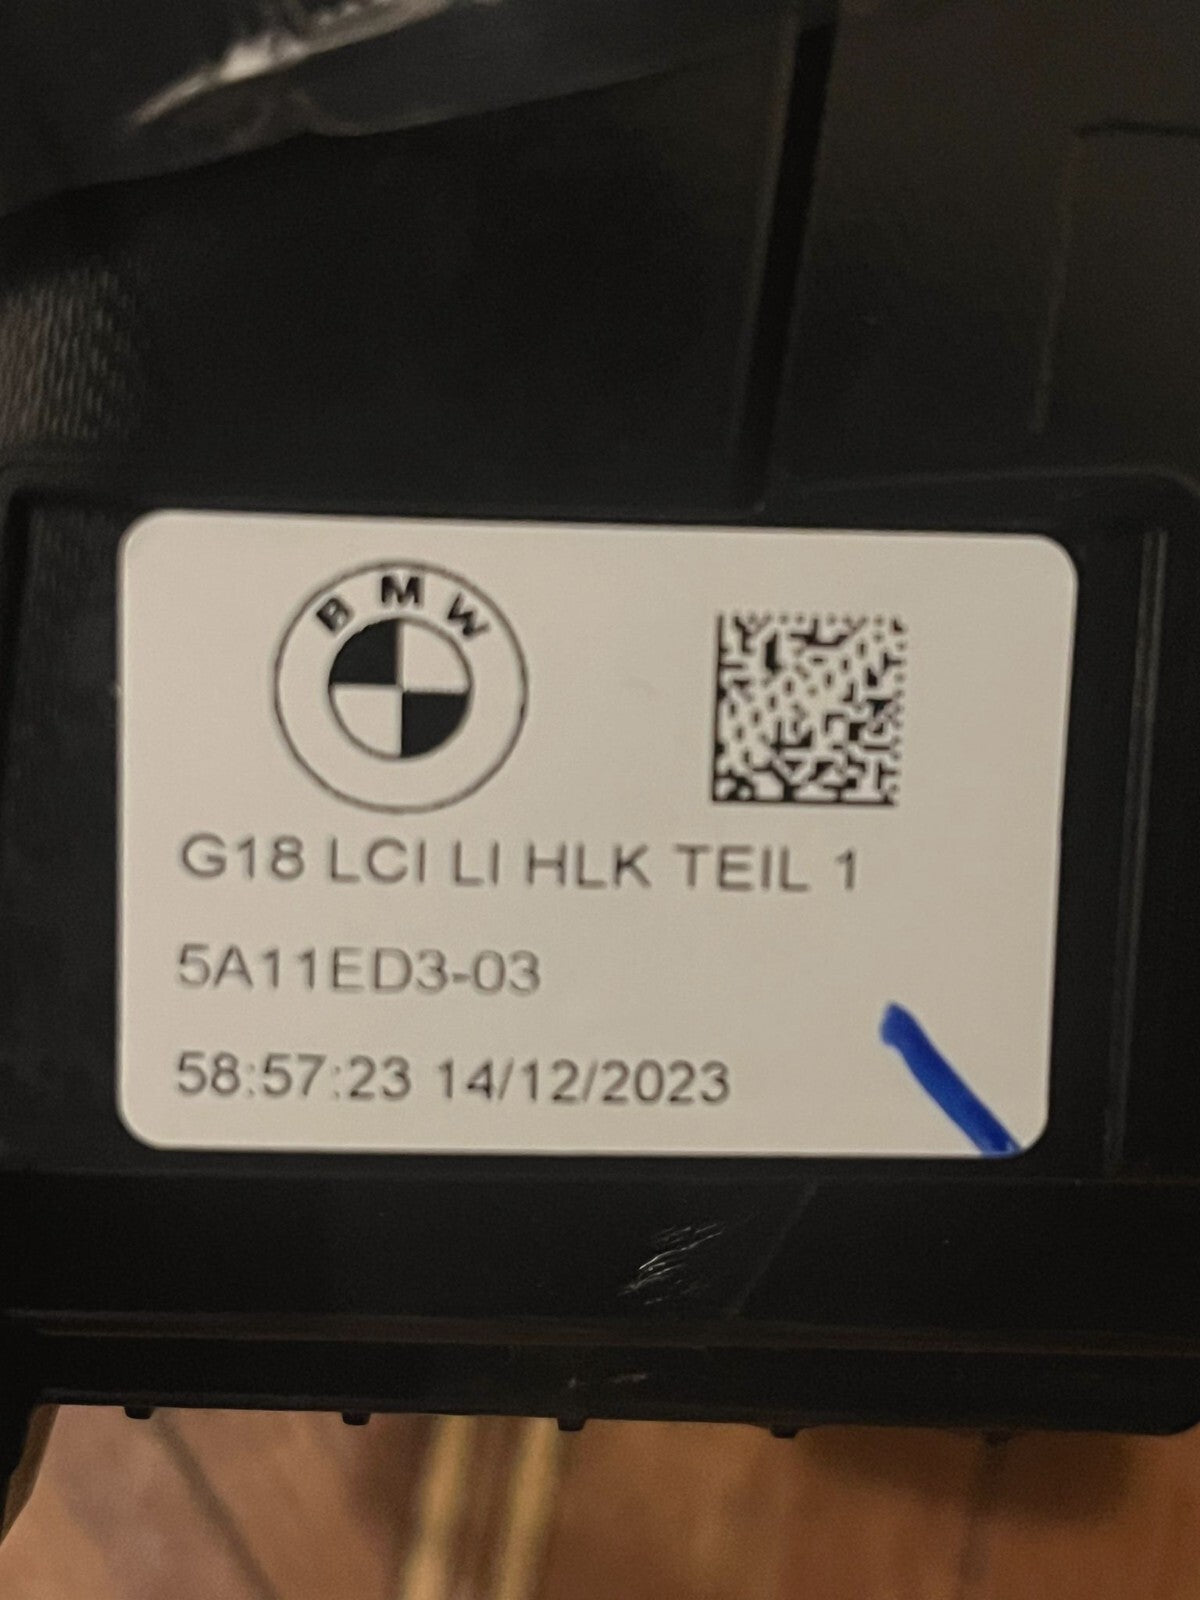 BMW
G18 LCI LI HLK TEIL 1
5A11ED3-03
58:57:23 14/12/2023